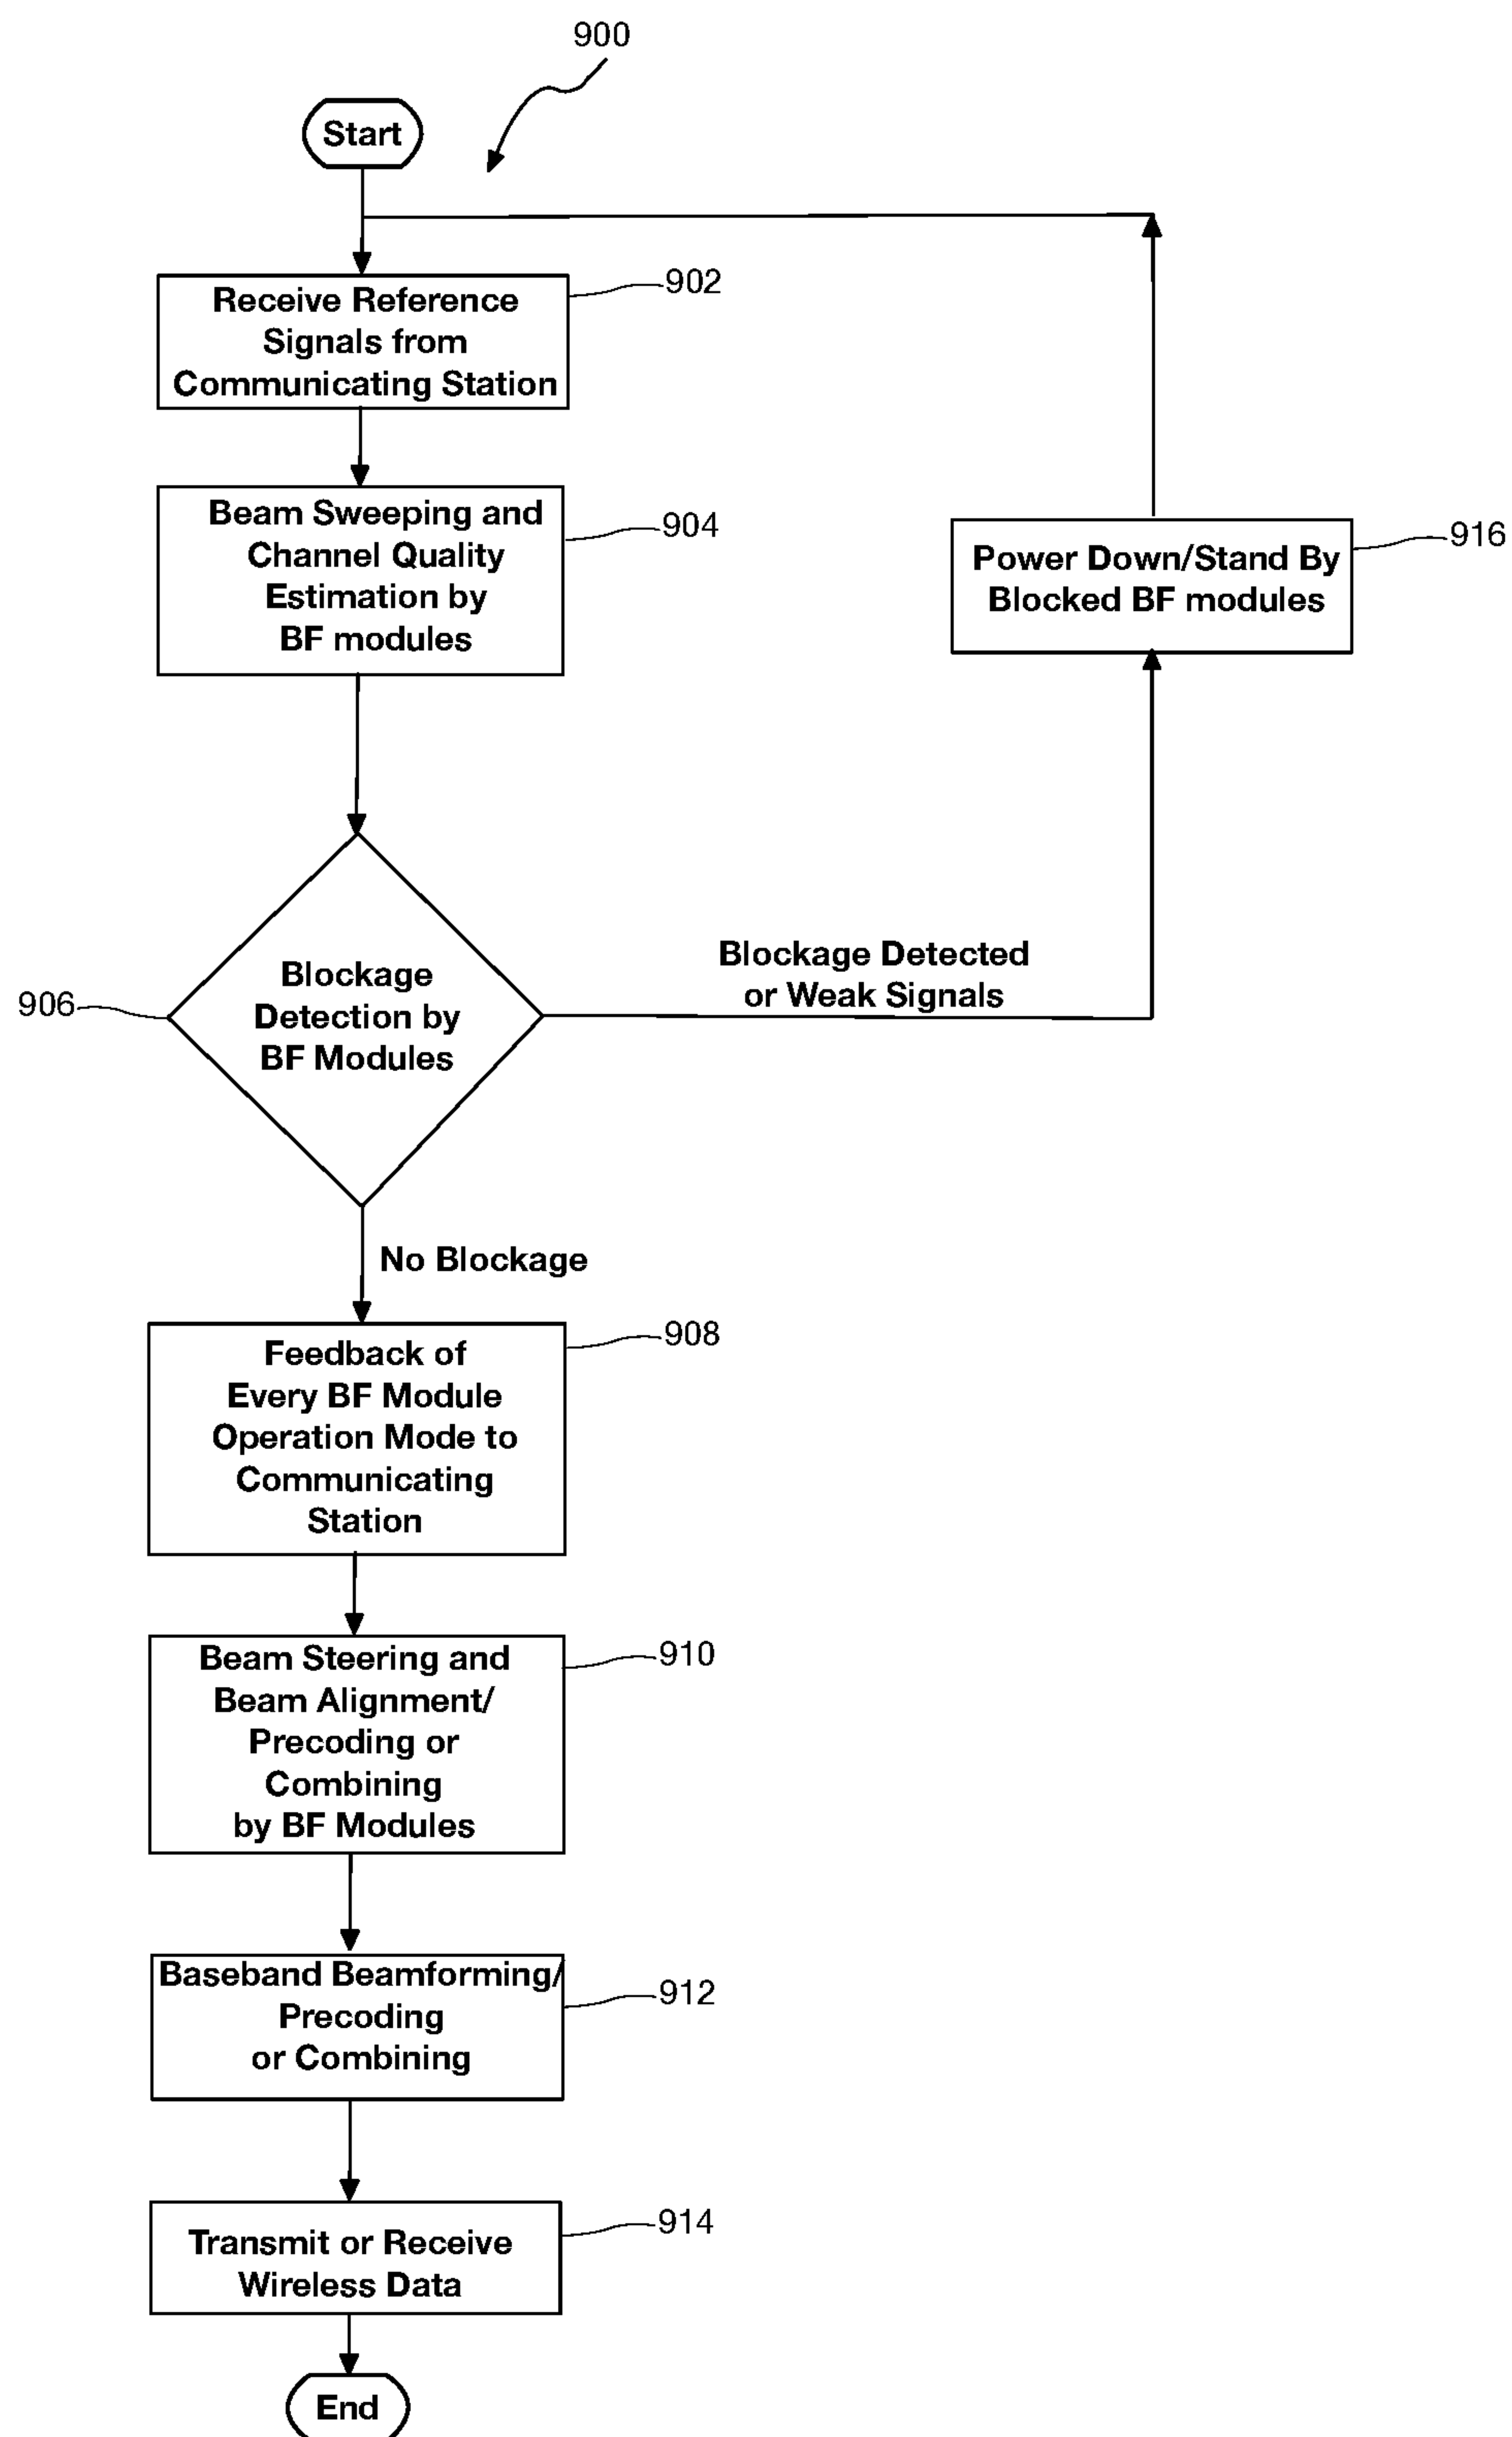 900
Start
Receive Reference
Signals from
Communicating Station
902
Beam Sweeping and
Channel Quality
Estimation by
BF modules
904
Power Down/Stand By
Blocked BF modules
916
Blockage
Detection by
BF Modules
906
Blockage Detected
or Weak Signals
No Blockage
Feedback of
Every BF Module
Operation Mode to
Communicating
Station
908
Beam Steering and
Beam Alignment/
Precoding or
Combining
by BF Modules
910
Baseband Beamforming/
Precoding
or Combining
912
Transmit or Receive
Wireless Data
914
End